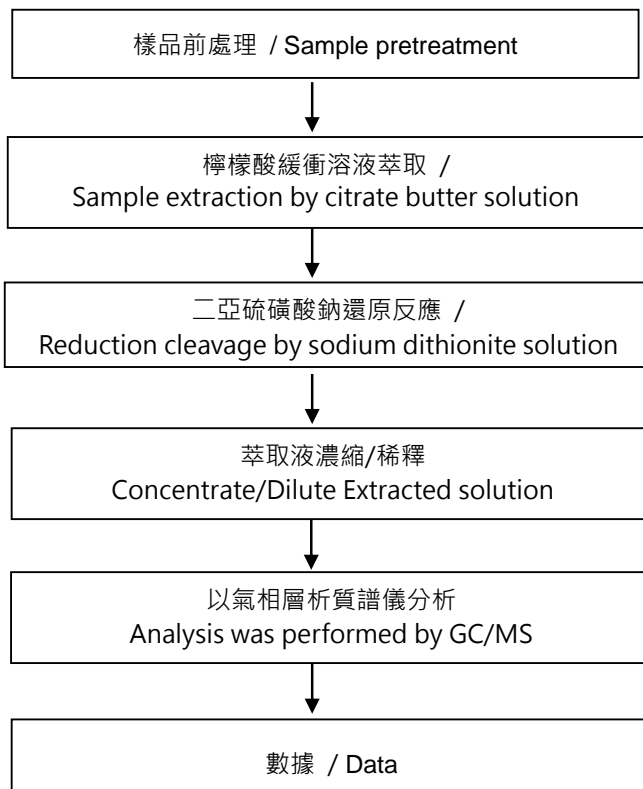 樣品前處理 / Sample pretreatment
檸檬酸緩衝溶液萃取 /
Sample extraction by citrate butter solution
二亞硫磺酸鈉還原反應 /
Reduction cleavage by sodium dithionite solution
萃取液濃縮/稀釋
Concentrate/Dilute Extracted solution
以氣相層析質譜儀分析
Analysis was performed by GC/MS
數據 / Data